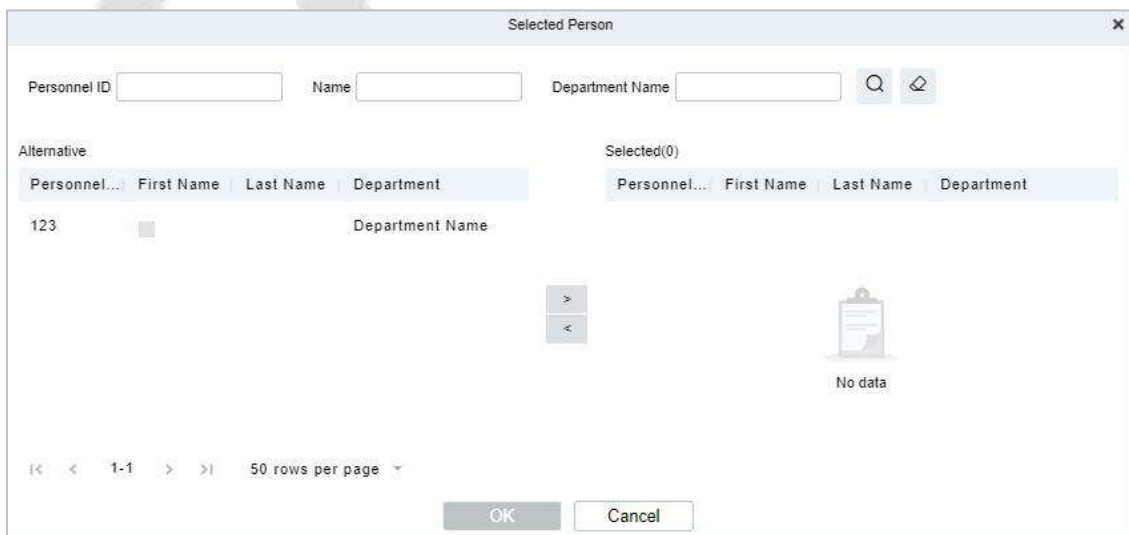 Selected Person
Personnel ID Name Department Name
Alternative Selected(0)
Personnel... First Name Last Name Department Personnel... First Name Last Name Department
123 Department Name
>
<
No data
|< < 1-1 > >| 50 rows per page
OK Cancel